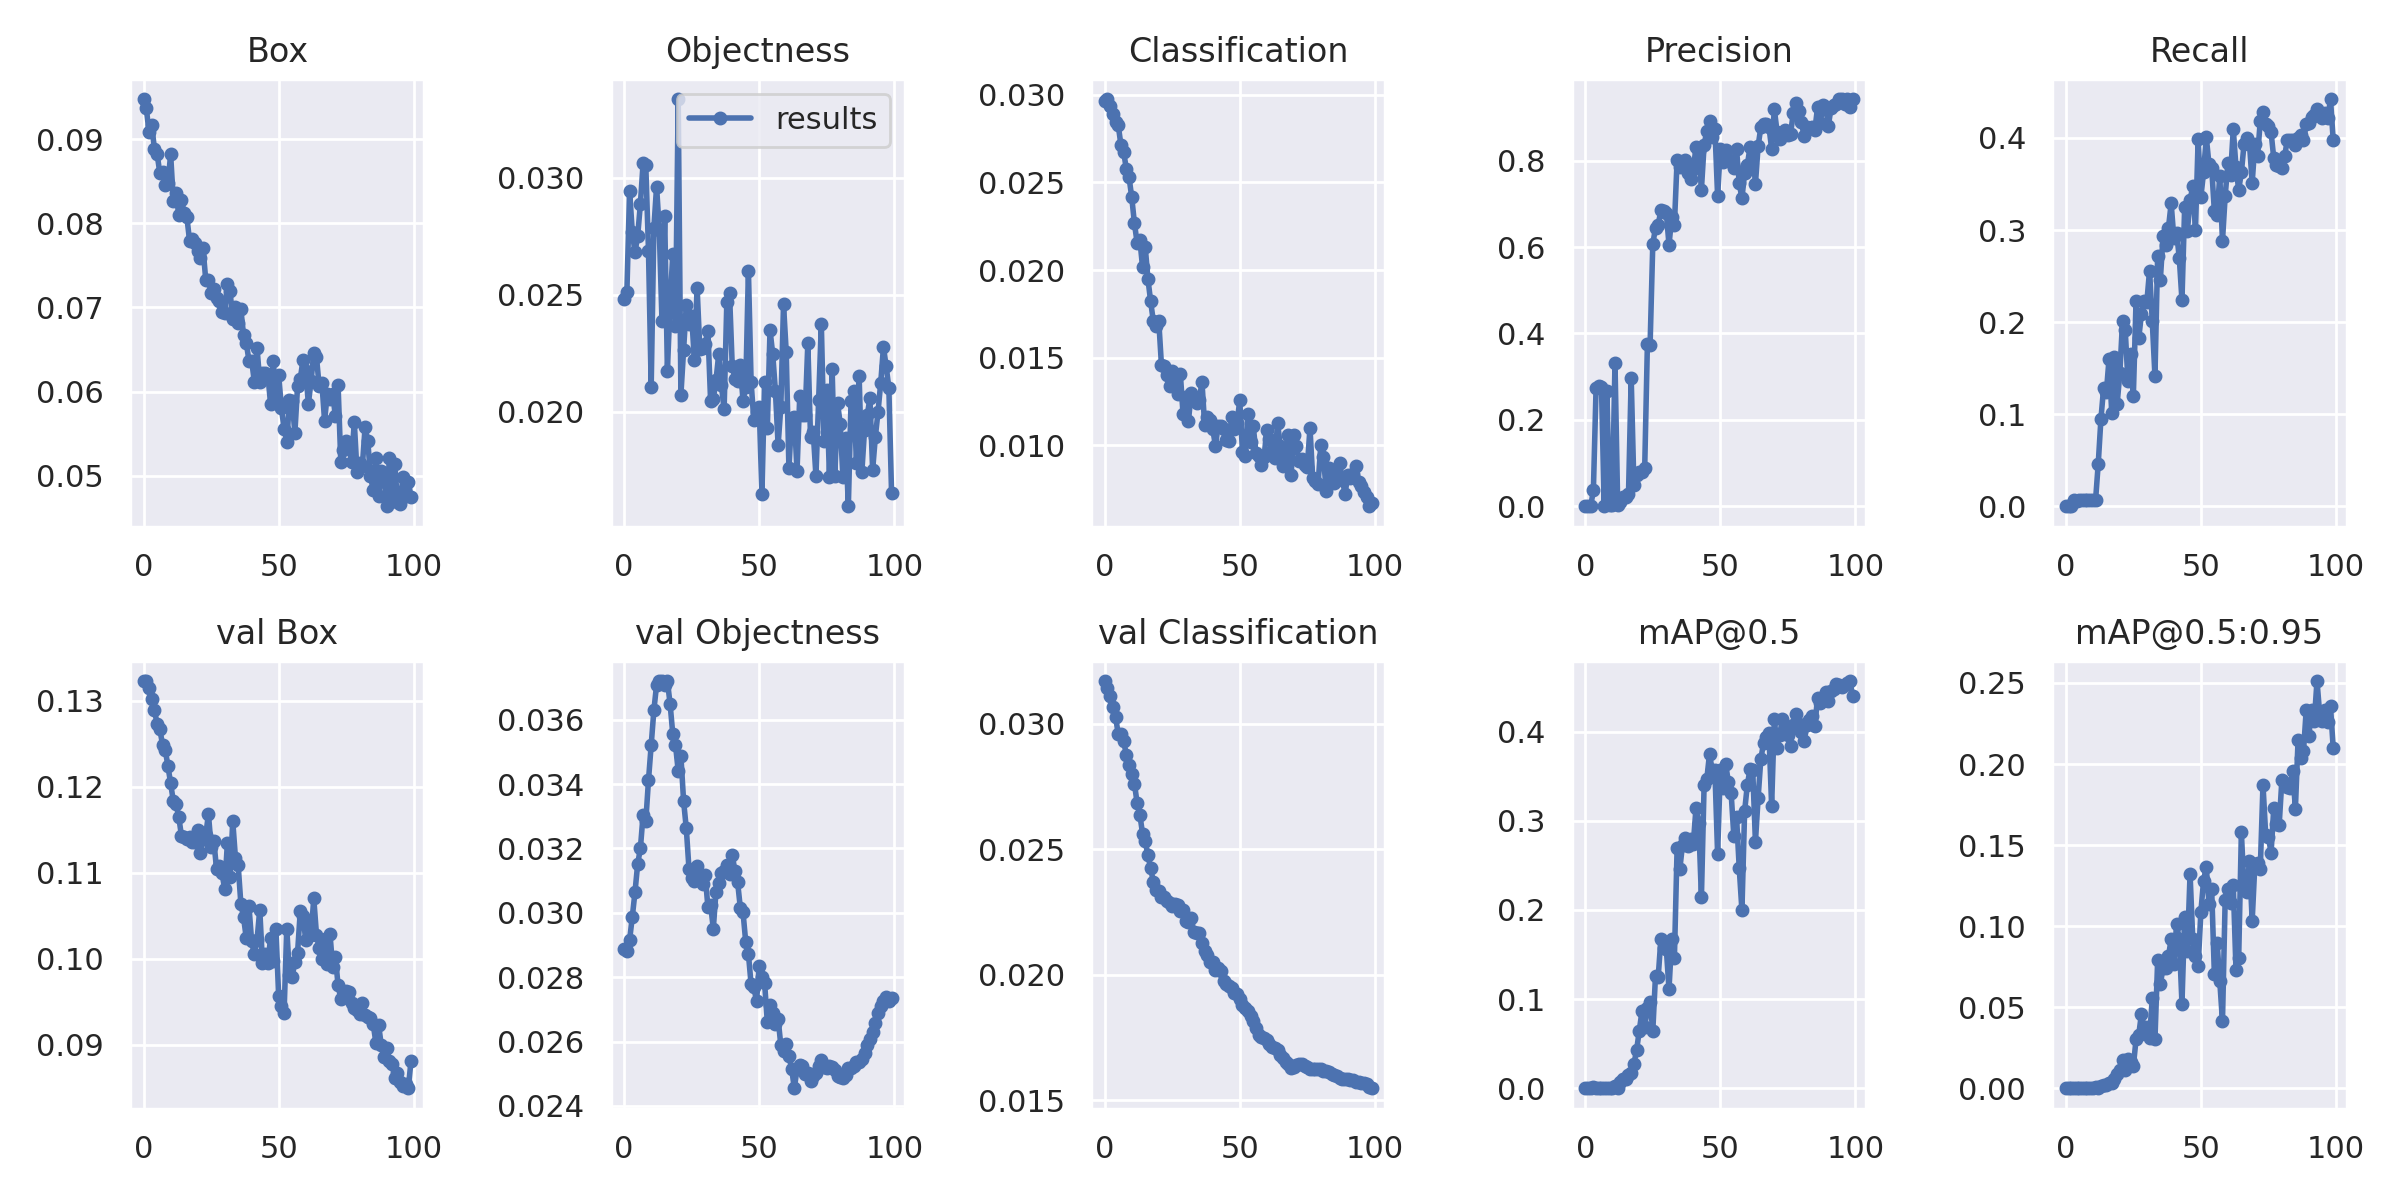 Box
Objectness
Classification
Precision
Recall
0.09
0.08
0.07
0.06
0.05
0 50 100
results
0.030
0.025
0.020
0 50 100
0.030
0.025
0.020
0.015
0.010
0 50 100
0.8
0.6
0.4
0.2
0.0
0 50 100
0.4
0.3
0.2
0.1
0.0
0 50 100
val Box
val Objectness
val Classification
mAP@0.5
mAP@0.5:0.95
0.13
0.12
0.11
0.10
0.09
0 50 100
0.036
0.034
0.032
0.030
0.028
0.026
0.024
0 50 100
0.030
0.025
0.020
0.015
0 50 100
0.4
0.3
0.2
0.1
0.0
0 50 100
0.25
0.20
0.15
0.10
0.05
0.00
0 50 100